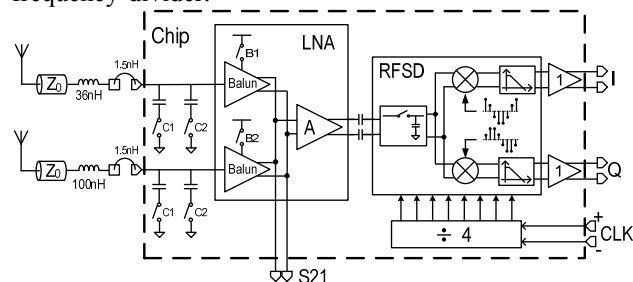 frequency divider.
Chip
LNA
B1
1.5nH
Z0
36nH
Balun
C1
C2
A
RFSD
1
I
B2
1.5nH
Z0
100nH
Balun
C1
C2
1
Q
÷ 4
+
CLK
-
S21